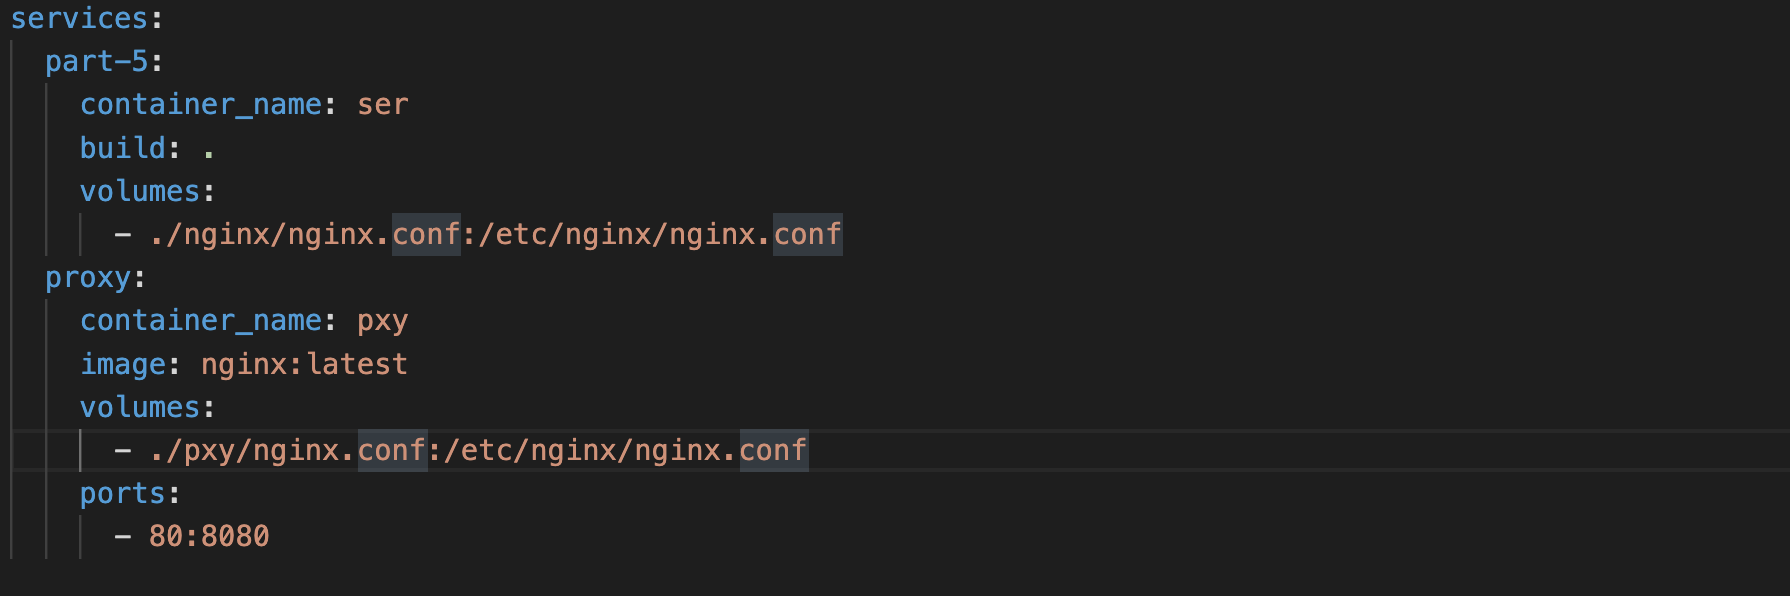 services:
  part-5:
    container_name: ser
    build: .
    volumes:
      - ./nginx/nginx.conf:/etc/nginx/nginx.conf
  proxy:
    container_name: pxy
    image: nginx:latest
    volumes:
      - ./pxy/nginx.conf:/etc/nginx/nginx.conf
    ports:
      - 80:8080